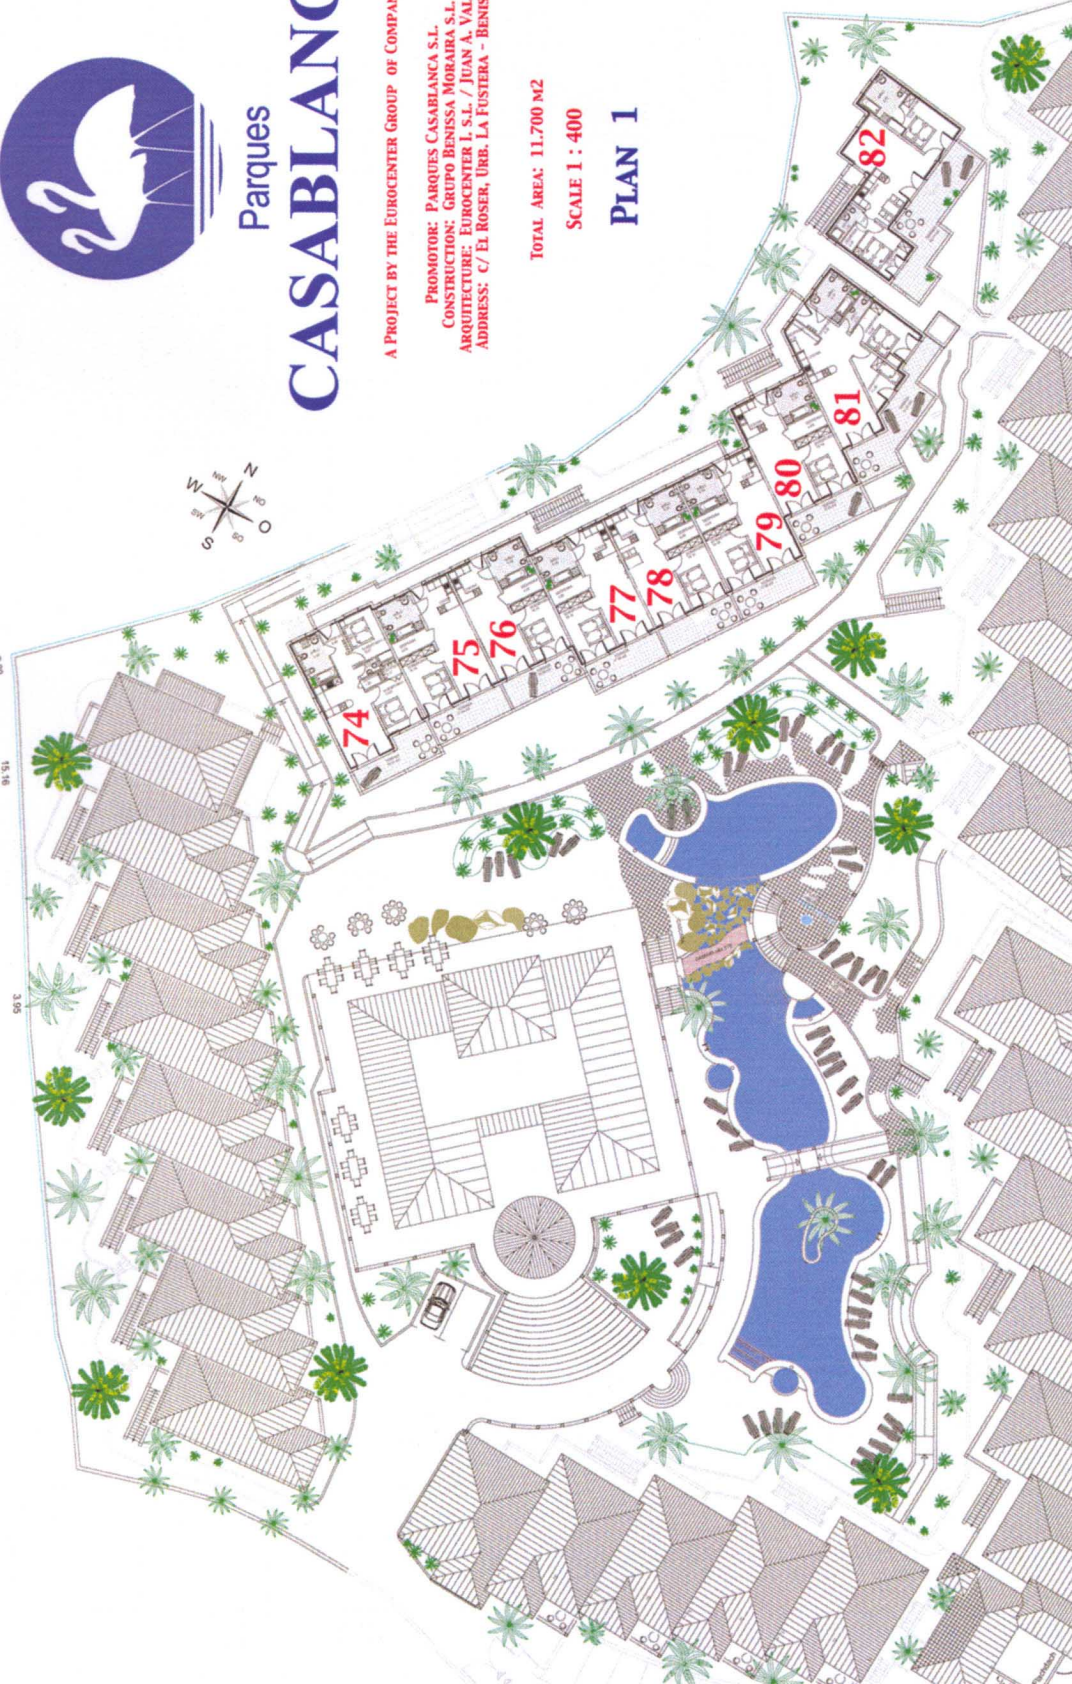 Parques
CASABLANC
A PROJECT BY THE EUROCENTER GROUP OF COMPAN
PROMOTOR: PARQUES CASABLANCA S.L.
CONSTRUCTION: GRUPO BENISSA MORAIRA S.L.
ARQUITECTURE: EUROCENTER I, S.L. / JUAN A. VAL
ADDRESS: C/ EL ROSER, URB. LA FUSTERA - BENIS
TOTAL AREA: 11.700 M2
SCALE 1 : 400
PLAN 1
N
NW
W
SW
S
SO
O
NO
82
81
80
79
78
77
76
75
74
15.16
3.95